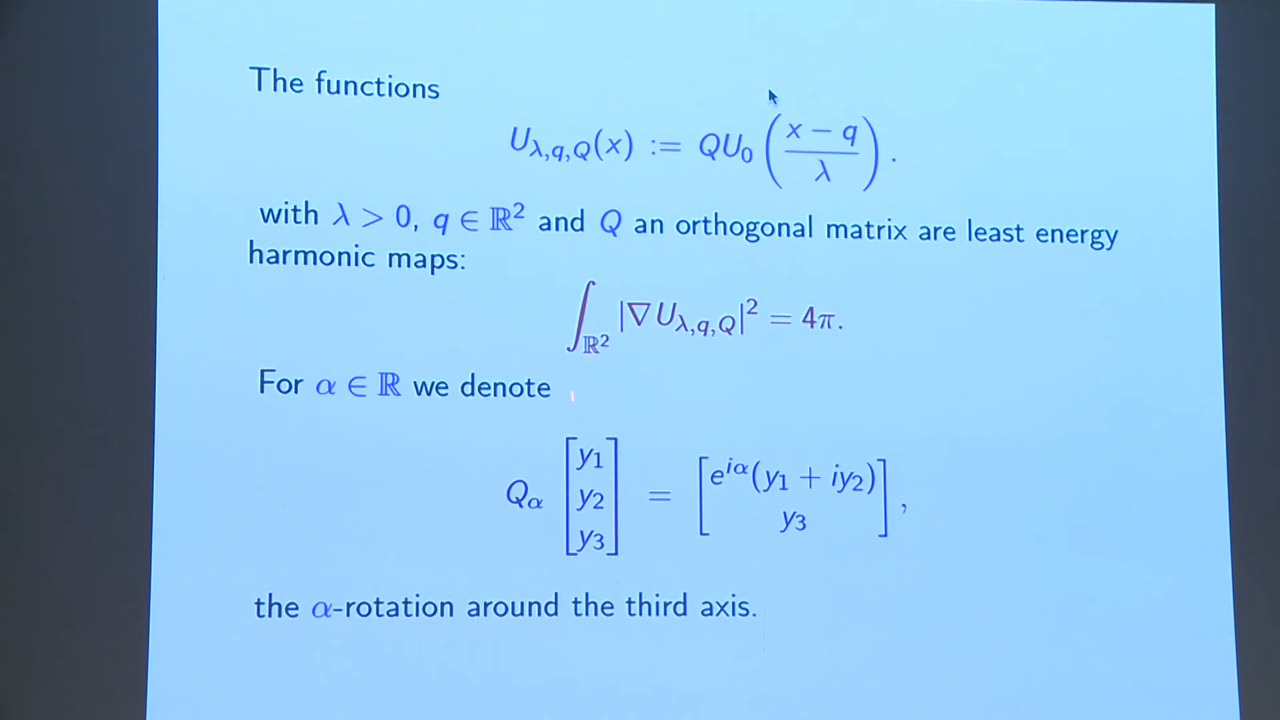 The functions
U_{λ,q,Q}(x) := QU_0 ( \frac{x − q}{λ} ) .
with λ > 0, q ∈ ℝ² and Q an orthogonal matrix are least energy
harmonic maps:
∫_{ℝ²} |∇U_{λ,q,Q}|² = 4π.
For α ∈ ℝ we denote
Q_α [ y_1 y_2 y_3 ] = [ e^{iα}(y_1 + iy_2) y_3 ] ,
the α-rotation around the third axis.